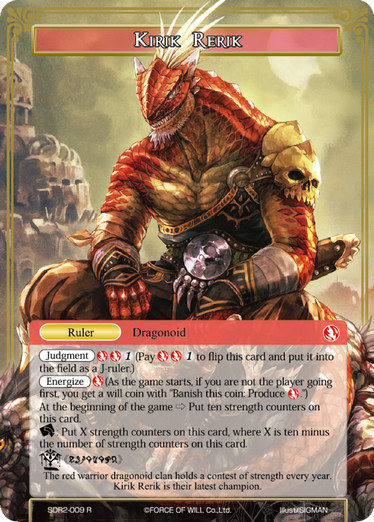 Kirik Rerik
Ruler Dragonoid
Judgment 1 (Pay 1 to flip this card and put it
into the field as a J-ruler.)
Energize (As the game starts, if you are not the player going
first, you get a will coin with "Banish this coin: Produce .")
At the beginning of the game ⇨ Put ten strength counters on
this card.
: Put X strength counters on this card, where X is ten minus
the number of strength counters on this card.
The red warrior dragonoid clan holds a contest of strength every year.
Kirik Rerik is their latest champion.
SDR2-009 R ©FORCE OF WILL Co.,Ltd. Illust/SIGMAN